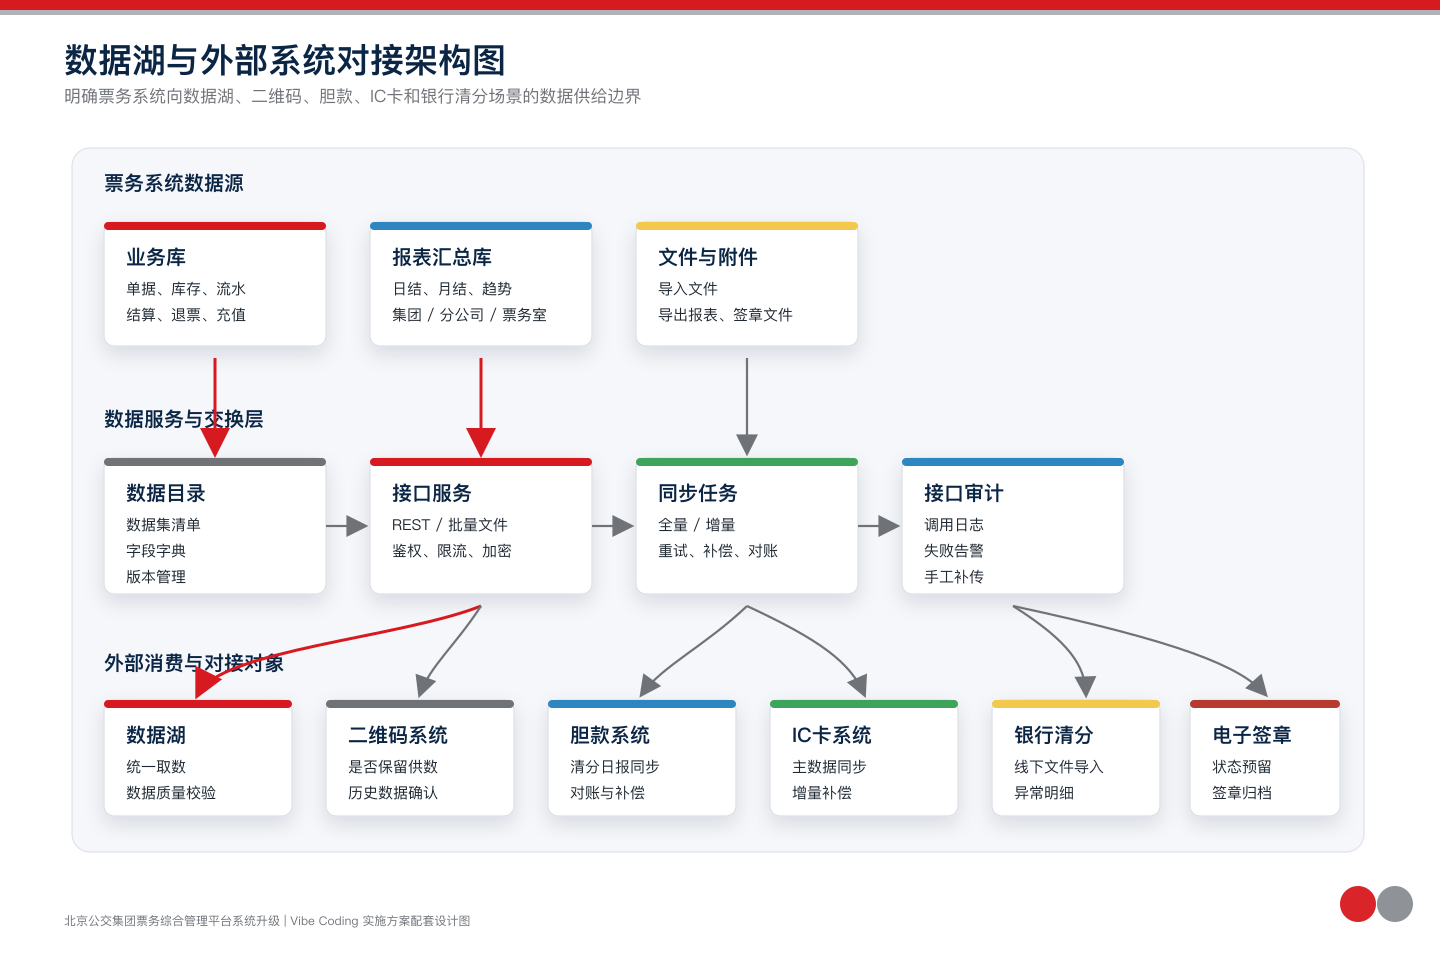 数据湖与外部系统对接架构图
明确票务系统向数据湖、二维码、胆款、IC卡和银行清分场景的数据供给边界
票务系统数据源
业务库
单据、库存、流水
结算、退票、充值
报表汇总库
日结、月结、趋势
集团 / 分公司 / 票务室
文件与附件
导入文件
导出报表、签章文件
数据服务与交换层
数据目录
数据集清单
字段字典
版本管理
接口服务
REST / 批量文件
鉴权、限流、加密
同步任务
全量 / 增量
重试、补偿、对账
接口审计
调用日志
失败告警
手工补传
外部消费与对接对象
数据湖
统一取数
数据质量校验
二维码系统
是否保留供数
历史数据确认
胆款系统
清分日报同步
对账与补偿
IC卡系统
主数据同步
增量补偿
银行清分
线下文件导入
异常明细
电子签章
状态预留
签章归档
北京公交集团票务综合管理平台系统升级 | Vibe Coding 实施方案配套设计图